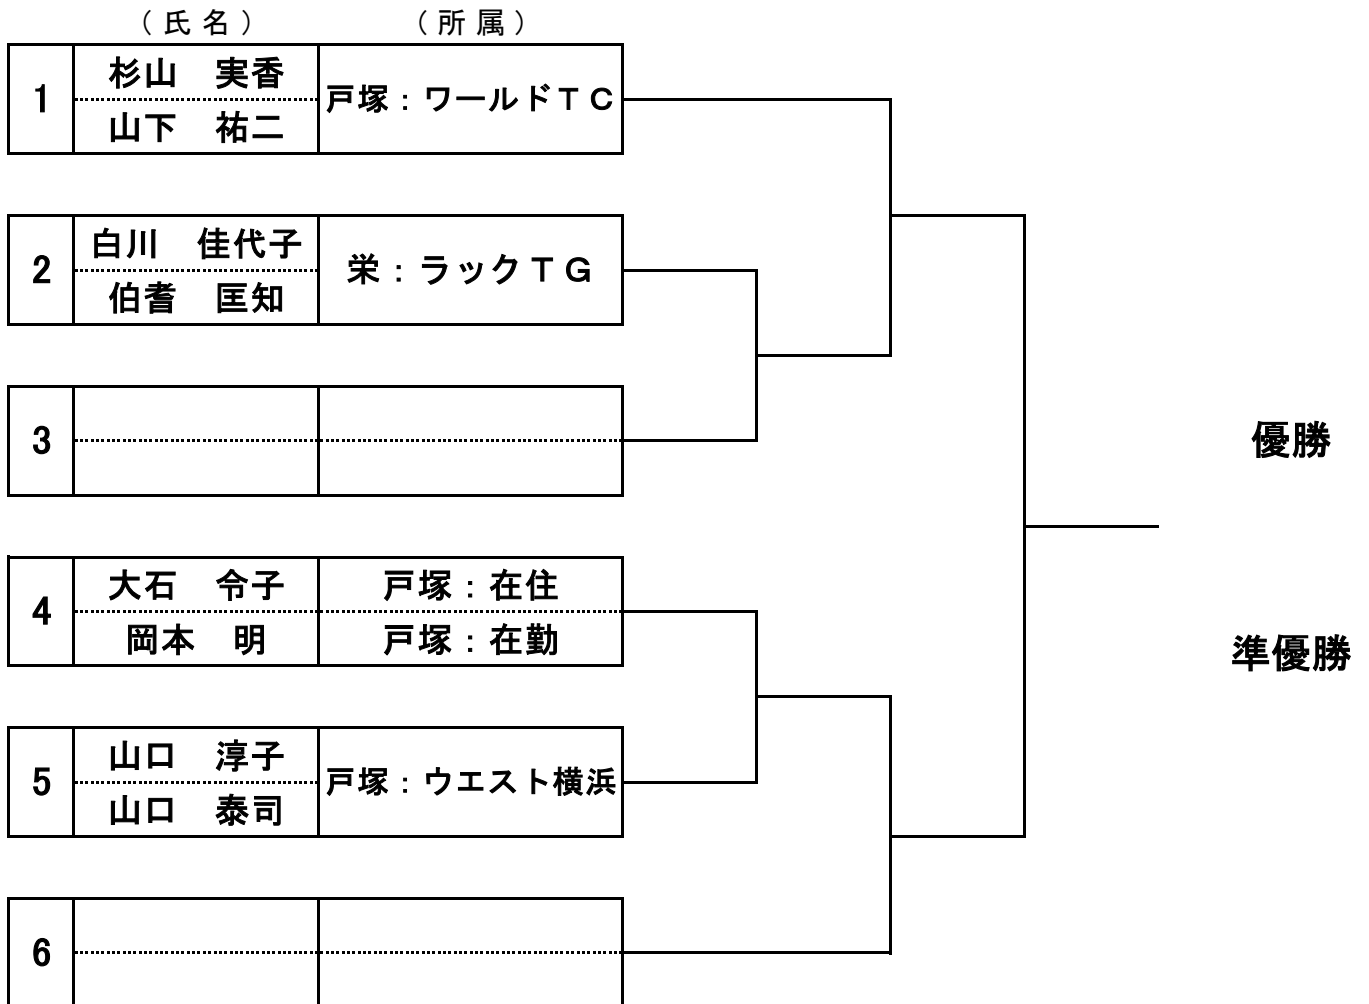 （氏名） （所属）
1 杉山　実香 戸塚：ワールドＴＣ
山下　祐二
2 白川　佳代子 栄：ラックＴＧ
伯耆　匡知
3
優勝
4 大石　令子 戸塚：在住
岡本　明 戸塚：在勤
準優勝
5 山口　淳子 戸塚：ウエスト横浜
山口　泰司
6